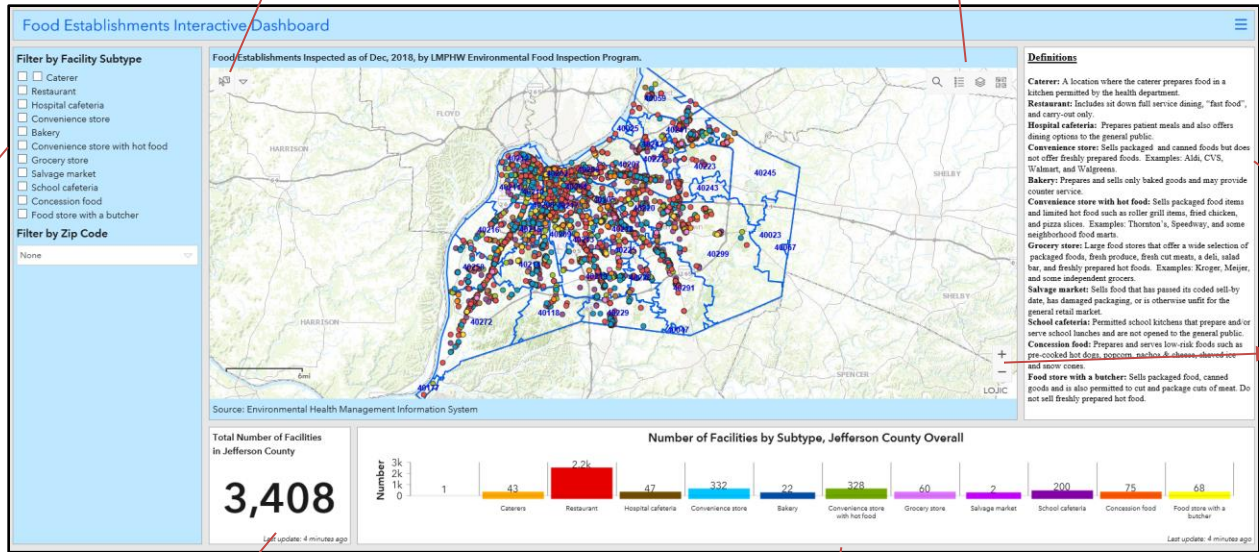 Food Establishments Interactive Dashboard
Filter by Facility Subtype
Caterer
Restaurant
Hospital cafeteria
Convenience store
Bakery
Convenience store with hot food
Grocery store
Salvage market
School cafeteria
Concession food
Food store with a butcher
Filter by Zip Code
None
Food Establishments Inspected as of Dec, 2018, by LMPHW Environmental Food Inspection Program.
FLOYD
HARRISON
HARRISON
SHELBY
SHELBY
SPENCER
40059
40025
40241
40222
40223
40245
40243
40023
40299
40291
40216
40118
40229
40272
40177
6mi
+
−
LOJIC
Source: Environmental Health Management Information System
Definitions
Caterer: A location where the caterer prepares food in a
kitchen permitted by the health department.
Restaurant: Includes sit down full service dining, “fast food”,
and carry-out only.
Hospital cafeteria: Prepares patient meals and also offers
dining options to the general public.
Convenience store: Sells packaged and canned foods but does
not offer freshly prepared foods. Examples: Aldi, CVS,
Walmart, and Walgreens.
Bakery: Prepares and sells only baked goods and may provide
counter service.
Convenience store with hot food: Sells packaged food items
and limited hot food such as roller grill items, fried chicken,
and pizza slices. Examples: Thornton’s, Speedway, and some
neighborhood food marts.
Grocery store: Large food stores that offer a wide selection of
packaged foods, fresh produce, fresh cut meats, a deli, salad
bar, and freshly prepared hot foods. Examples: Kroger, Meijer,
and some independent grocers.
Salvage market: Sells food that has passed its coded sell-by
date, has damaged packaging, or is otherwise unfit for the
general retail market.
School cafeteria: Permitted school kitchens that prepare and/or
serve school lunches and are not opened to the general public.
Concession food: Prepares and serves low-risk foods such as
pre-cooked hot dogs, popcorn, nachos & cheese, shaved ice
and snow cones.
Food store with a butcher: Sells packaged food, canned
goods and is also permitted to cut and package cuts of meat. Do
not sell freshly prepared hot food.
Total Number of Facilities
in Jefferson County
3,408
Last update: 4 minutes ago
Number of Facilities by Subtype, Jefferson County Overall
Number
3k
2k
1k
0
1
43
2.2k
47
332
22
328
60
2
200
75
68
Caterers
Restaurant
Hospital cafeteria
Convenience store
Bakery
Convenience store
with hot food
Grocery store
Salvage market
School cafeteria
Concession food
Food store with a
butcher
Last update: 4 minutes ago